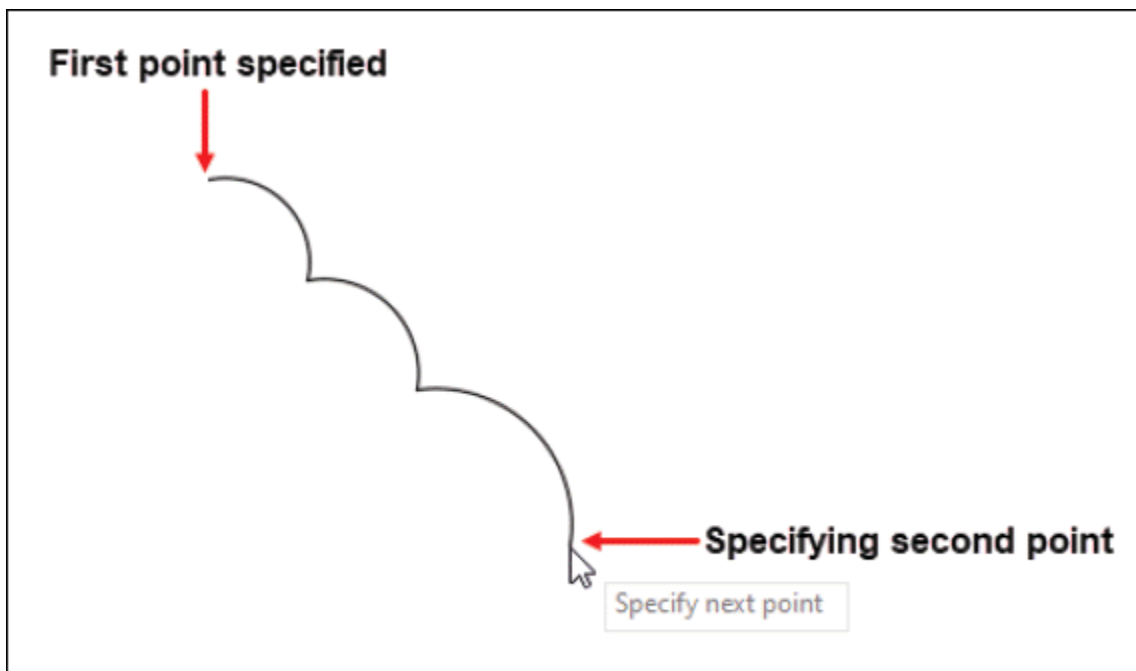 First point specified
Specifying second point
Specify next point